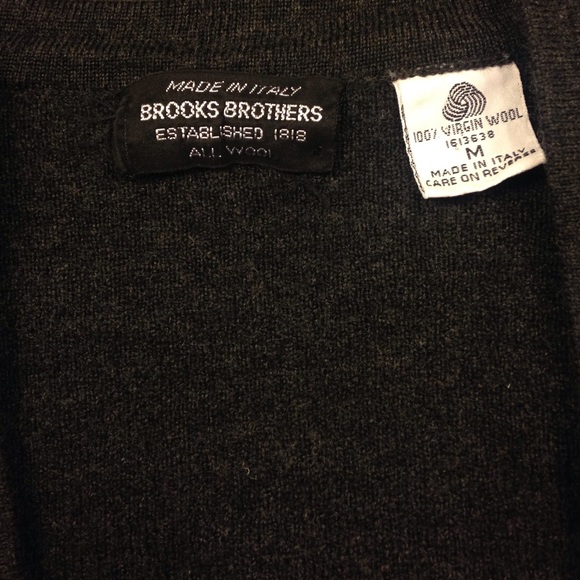 MADE IN ITALY
BROOKS BROTHERS
ESTABLISHED 1818
ALL WOOL
100% VIRGIN WOOL
1613638
M
MADE IN ITALY
CARE ON REVERSE